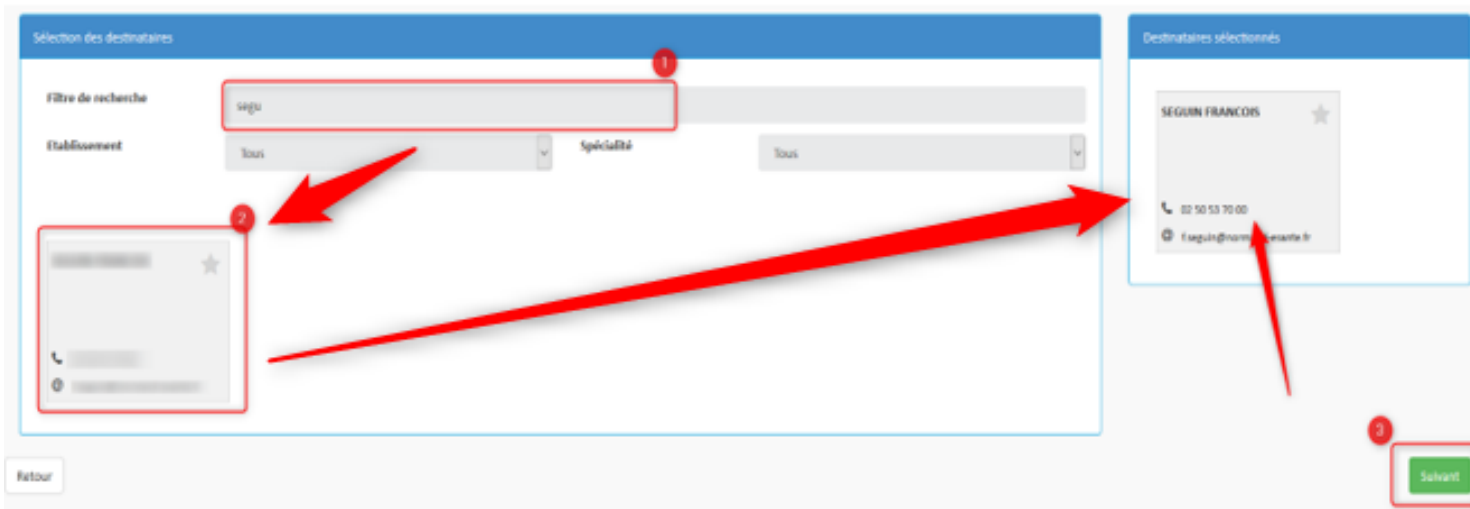 Sélection des destinataires
1
Filtre de recherche
segu
Etablissement
Tous
Spécialité
Tous
2
@
Retour
Destinataires sélectionnés
SEGUIN FRANCOIS
02 50 53 70 00
@
3
Suivant